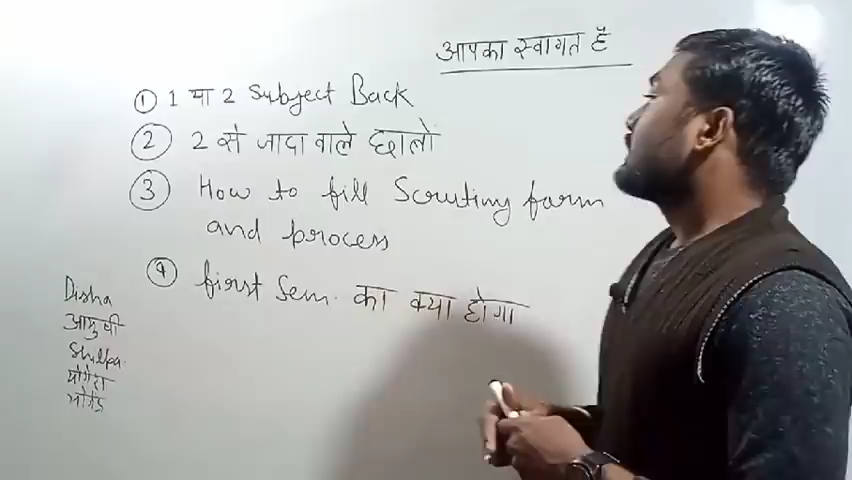 आपका स्वागत है
① 1 या 2 Subject Back
② 2 से जादा वाले छात्रो
③ How to fill Scrutiny form
and process
④ first Sem. का क्या होगा
Disha
Shilpa
योगेश